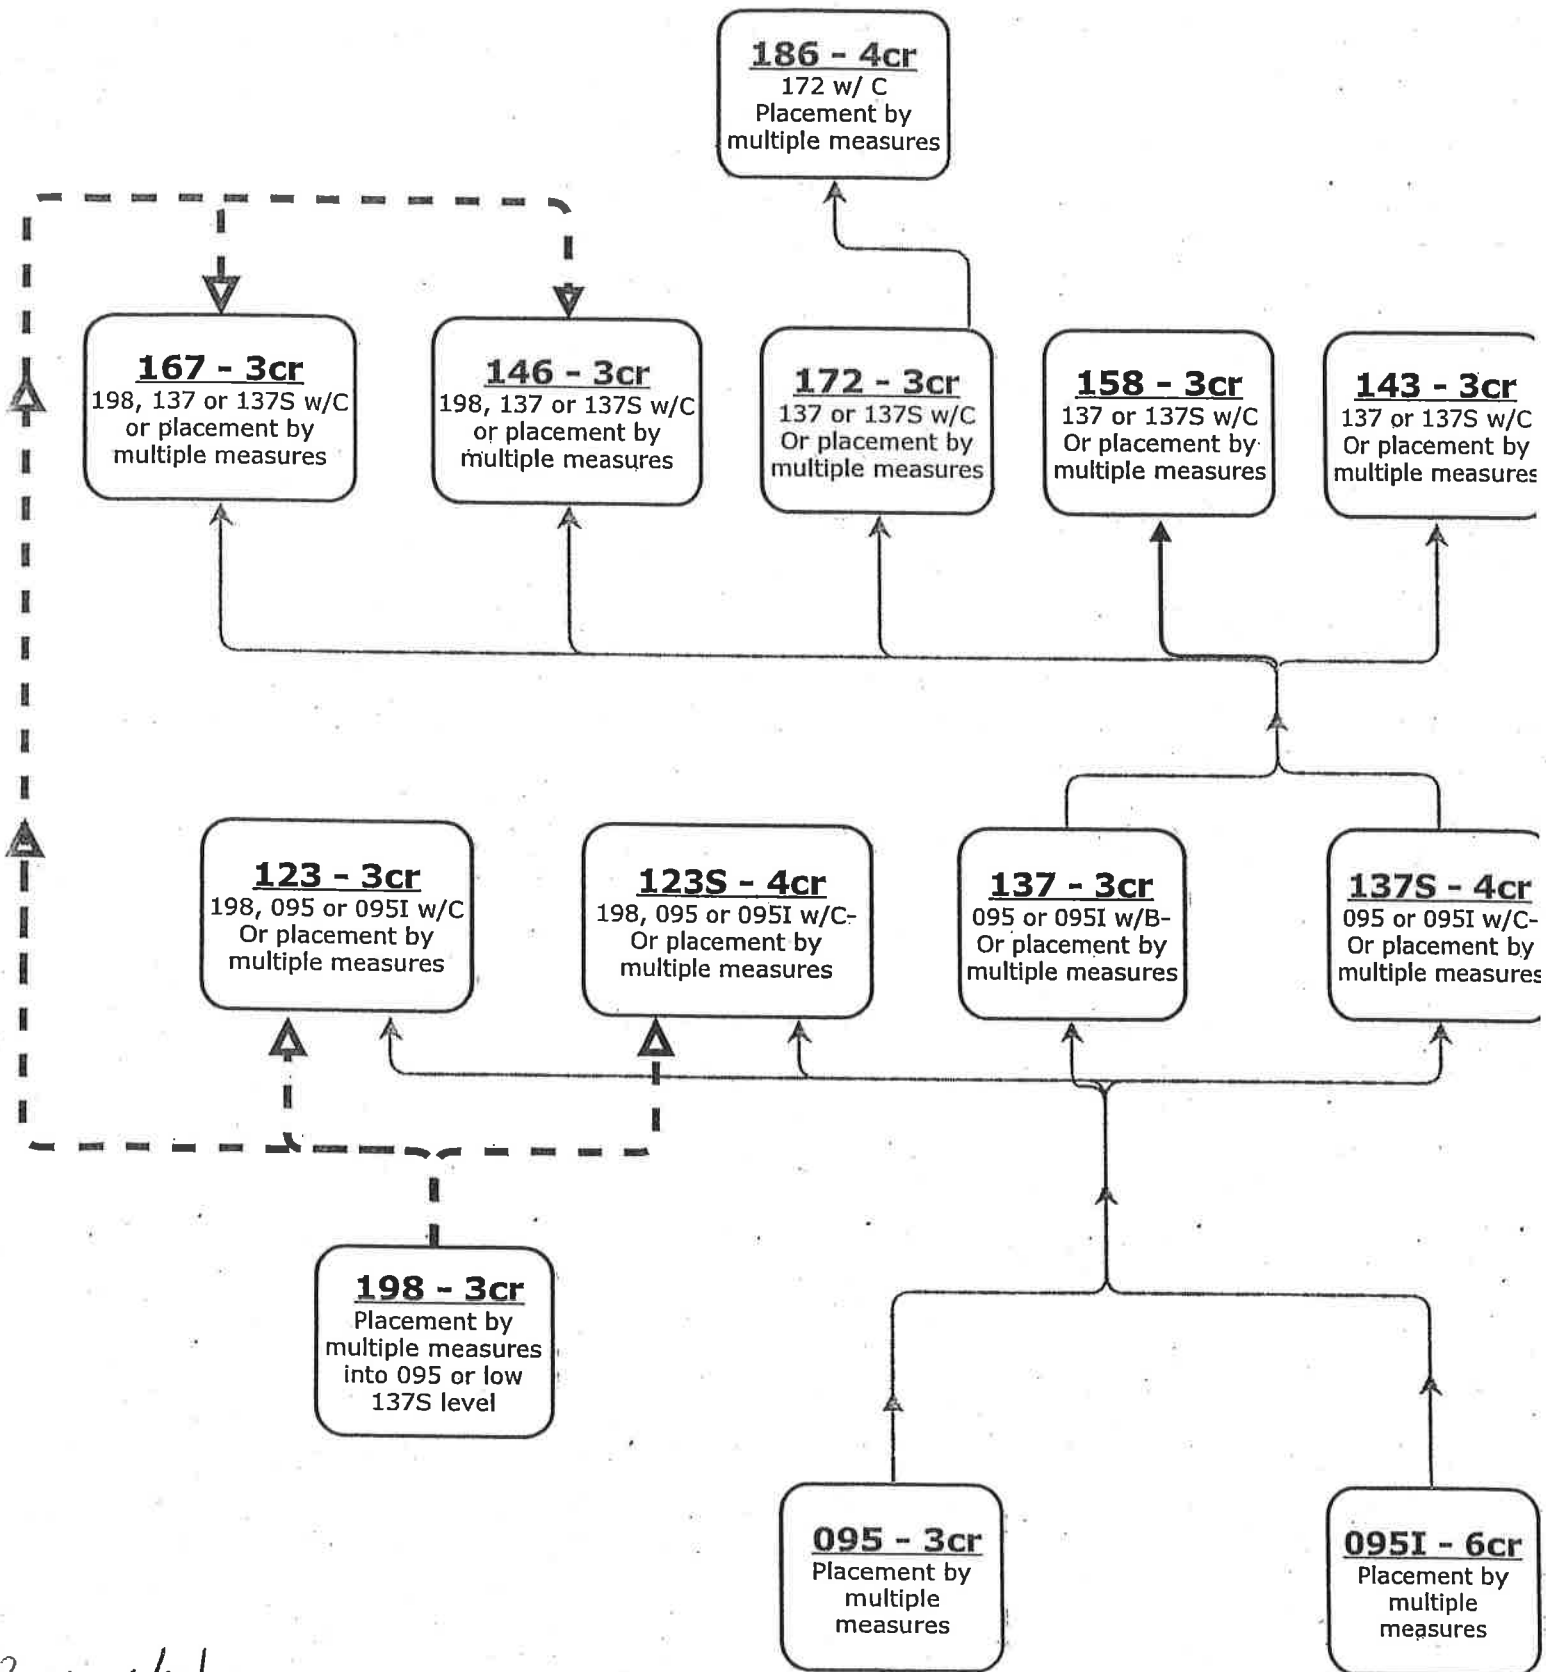 186 - 4cr
172 w/ C
Placement by
multiple measures
167 - 3cr
198, 137 or 137S w/C
or placement by
multiple measures
146 - 3cr
198, 137 or 137S w/C
or placement by
multiple measures
172 - 3cr
137 or 137S w/C
Or placement by
multiple measures
158 - 3cr
137 or 137S w/C
Or placement by
multiple measures
143 - 3cr
137 or 137S w/C
Or placement by
multiple measures
123 - 3cr
198, 095 or 095I w/C
Or placement by
multiple measures
123S - 4cr
198, 095 or 095I w/C-
Or placement by
multiple measures
137 - 3cr
095 or 095I w/B-
Or placement by
multiple measures
137S - 4cr
095 or 095I w/C-
Or placement by
multiple measures
198 - 3cr
Placement by
multiple measures
into 095 or low
137S level
095 - 3cr
Placement by
multiple
measures
095I - 6cr
Placement by
multiple
measures